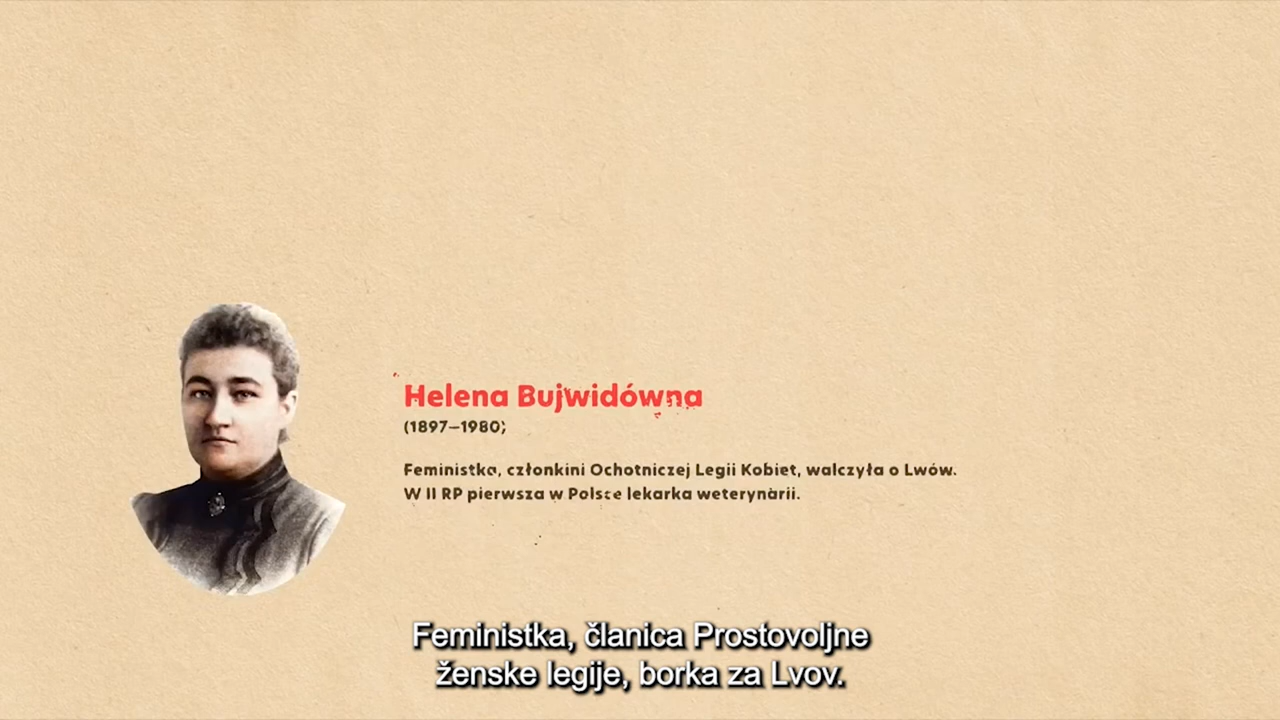 Helena Bujwidówna
(1897–1980)
Feministka, członkini Ochotniczej Legii Kobiet, walczyła o Lwów.
W II RP pierwsza w Polsce lekarka weterynarii.
Feministka, članica Prostovoljne
ženske legije, borka za Lvov.